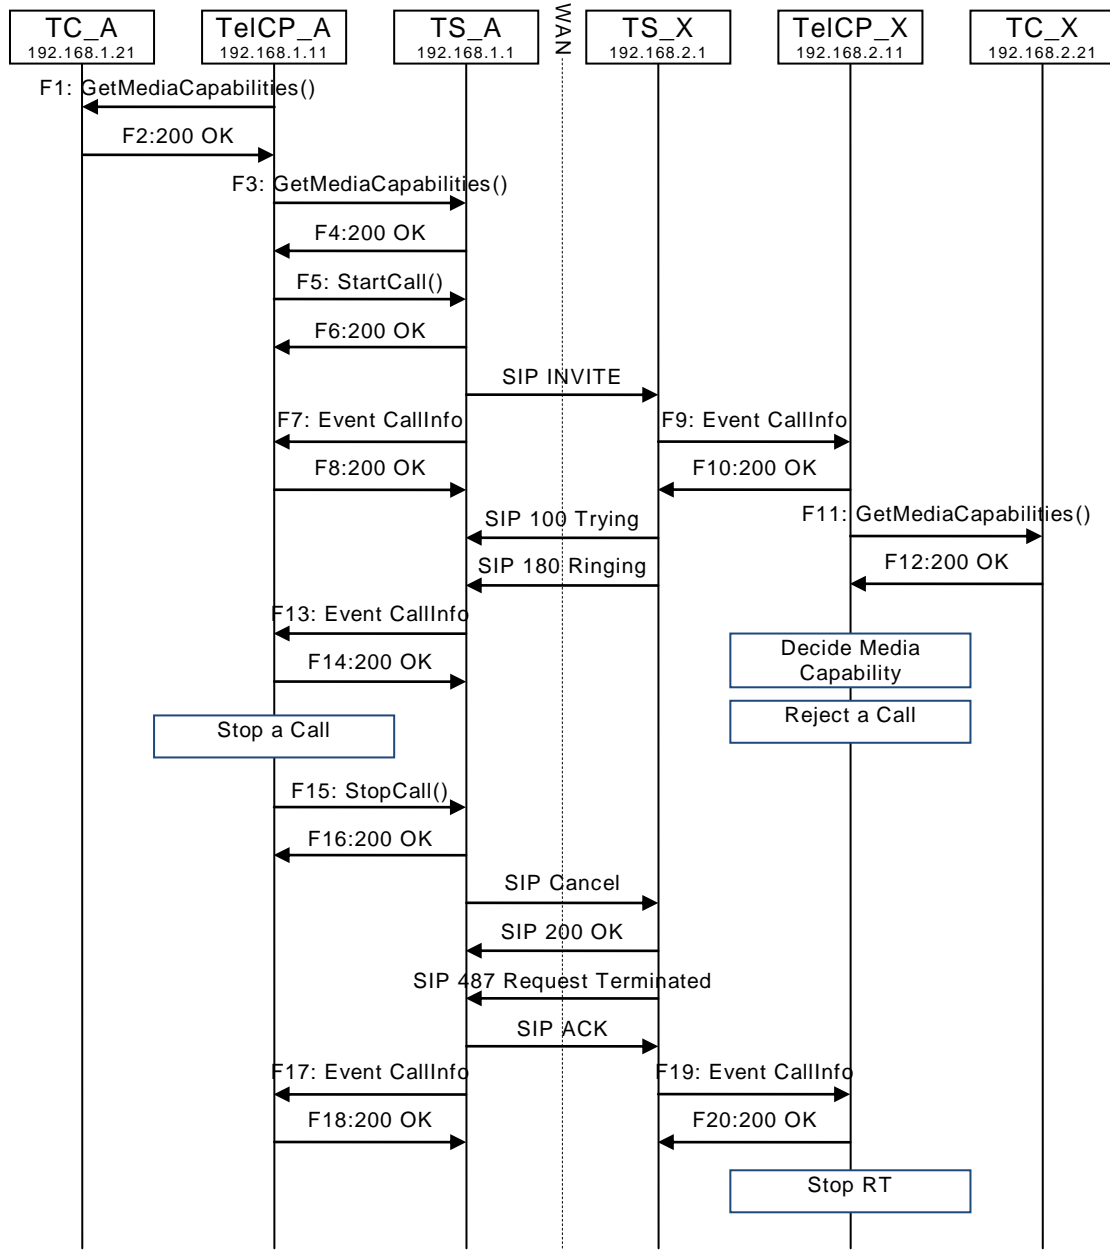 TC_A
192.168.1.21
TelCP_A
192.168.1.11
TS_A
192.168.1.1
WAN
TS_X
192.168.2.1
TelCP_X
192.168.2.11
TC_X
192.168.2.21
F1: GetMediaCapabilities()
F2:200 OK
F3: GetMediaCapabilities()
F4:200 OK
F5: StartCall()
F6:200 OK
SIP INVITE
F7: Event CallInfo
F9: Event CallInfo
F8:200 OK
F10:200 OK
SIP 100 Trying
F11: GetMediaCapabilities()
SIP 180 Ringing
F12:200 OK
F13: Event CallInfo
Decide Media
Capability
F14:200 OK
Stop a Call
Reject a Call
F15: StopCall()
F16:200 OK
SIP Cancel
SIP 200 OK
SIP 487 Request Terminated
SIP ACK
F17: Event CallInfo
F19: Event CallInfo
F18:200 OK
F20:200 OK
Stop RT